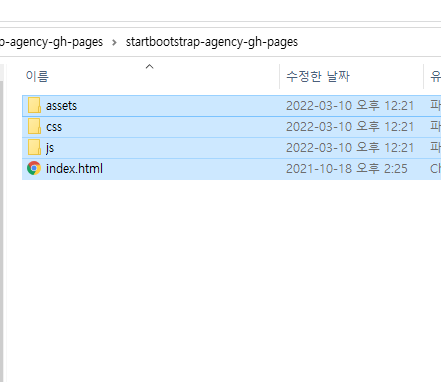 p-agency-gh-pages > startbootstrap-agency-gh-pages
이름 수정한 날짜 유
assets 2022-03-10 오후 12:21 파
css 2022-03-10 오후 12:21 파
js 2022-03-10 오후 12:21 파
index.html 2021-10-18 오후 2:25 Ch